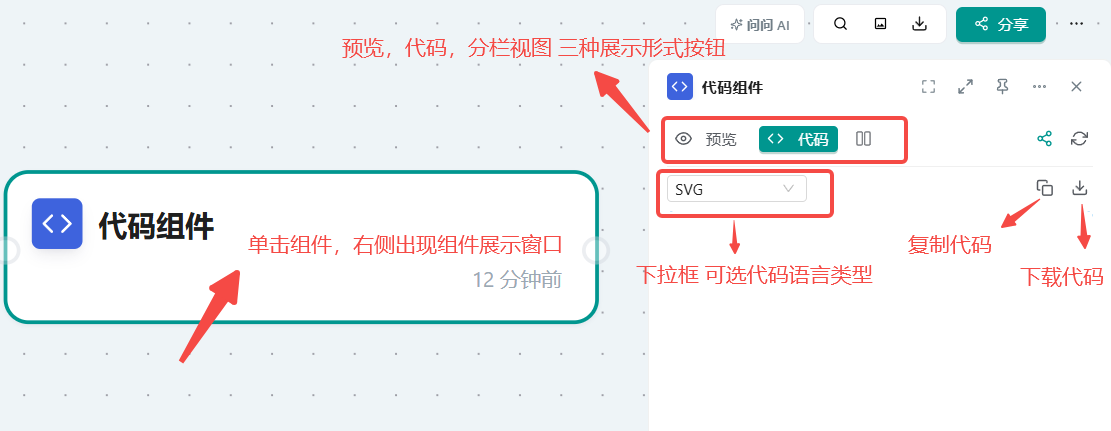 问问 AI
分享
预览，代码，分栏视图 三种展示形式按钮
代码组件
预览
代码
SVG
代码组件
单击组件，右侧出现组件展示窗口
12 分钟前
复制代码
下拉框 可选代码语言类型
下载代码